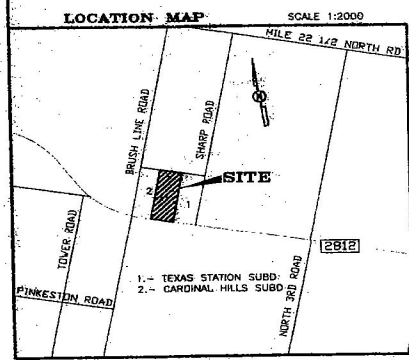 LOCATION MAP
SCALE 1:2000
MILE 22 1/2 NORTH RD
BRUSH LINE ROAD
SHARP ROAD
SITE
2
1
TOWER ROAD
2812
1.- TEXAS STATION SUBD.
2.- CARDINAL HILLS SUBD.
PINKESTON ROAD
NORTH 3RD ROAD